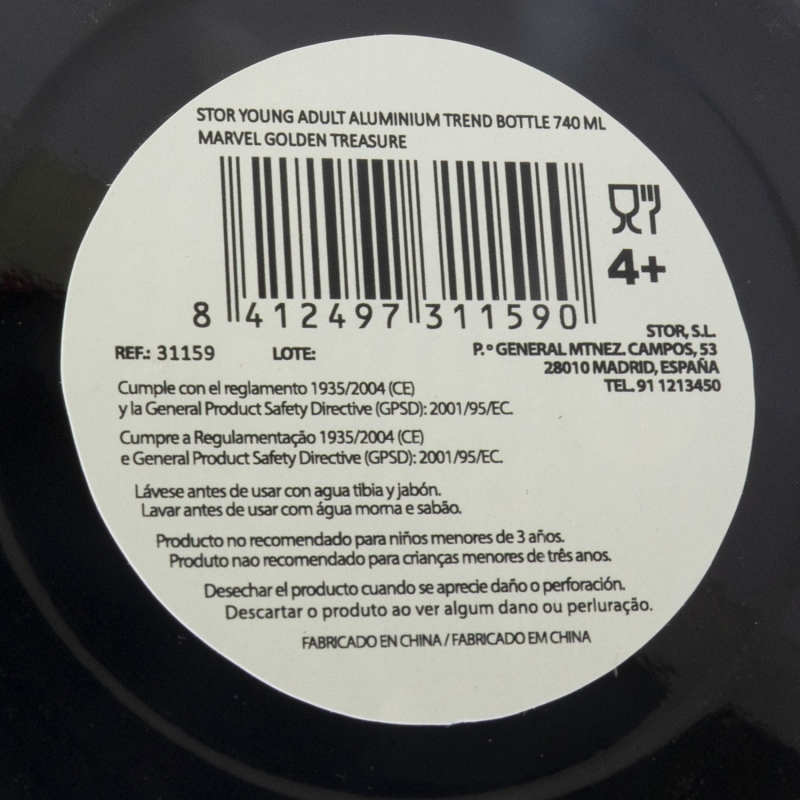 STOR YOUNG ADULT ALUMINIUM TREND BOTTLE 740 ML
MARVEL GOLDEN TREASURE
4+
8 412497 311590
STOR, S.L.
REF.: 31159 LOTE: P.º GENERAL MTNEZ. CAMPOS, 53
28010 MADRID, ESPAÑA
TEL. 91 1213450
Cumple con el reglamento 1935/2004 (CE)
y la General Product Safety Directive (GPSD): 2001/95/EC.
Cumpre a Regulamentação 1935/2004 (CE)
e General Product Safety Directive (GPSD): 2001/95/EC.
Lávese antes de usar con agua tibia y jabón.
Lavar antes de usar com água morna e sabão.
Producto no recomendado para niños menores de 3 años.
Produto nao recomendado para crianças menores de três anos.
Desechar el producto cuando se aprecie daño o perforación.
Descartar o produto ao ver algum dano ou perluração.
FABRICADO EN CHINA / FABRICADO EM CHINA